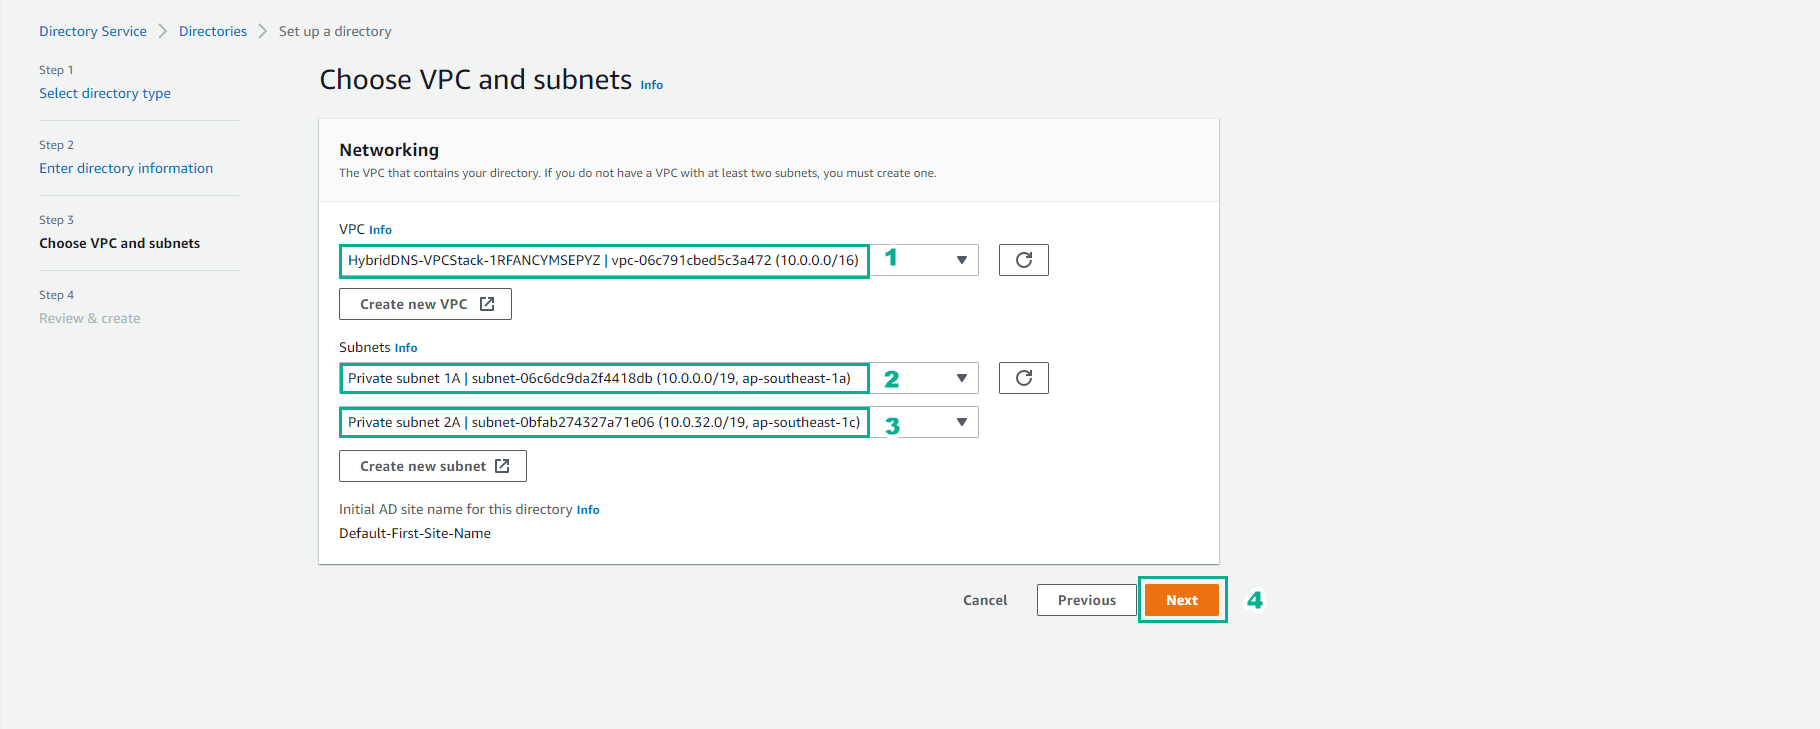 Directory Service > Directories > Set up a directory
Step 1
Select directory type
Step 2
Enter directory information
Step 3
Choose VPC and subnets
Step 4
Review & create
Choose VPC and subnets Info
Networking
The VPC that contains your directory. If you do not have a VPC with at least two subnets, you must create one.
VPC Info
HybridDNS-VPCStack-1RFANCYMSEPYZ | vpc-06c791cbed5c3a472 (10.0.0.0/16) 1
Create new VPC
Subnets Info
Private subnet 1A | subnet-06c6dc9da2f4418db (10.0.0.0/19, ap-southeast-1a) 2
Private subnet 2A | subnet-0bfab274327a71e06 (10.0.32.0/19, ap-southeast-1c) 3
Create new subnet
Initial AD site name for this directory Info
Default-First-Site-Name
Cancel Previous Next 4